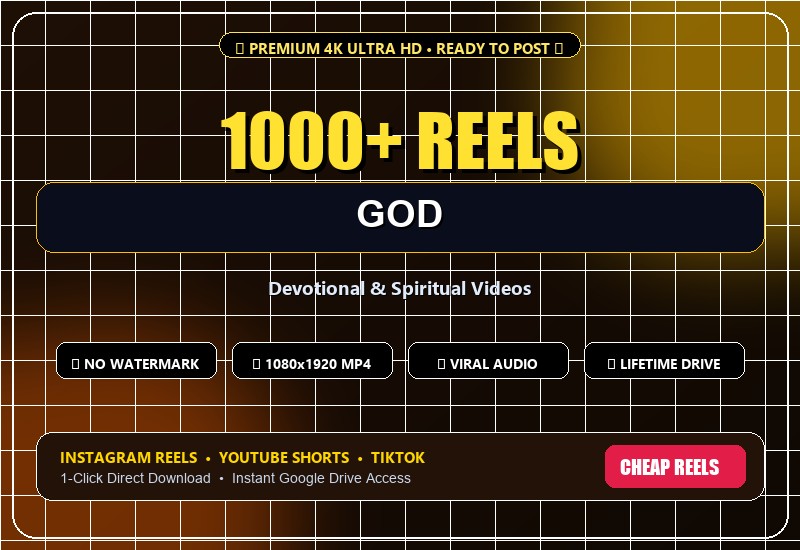 ▯ PREMIUM 4K ULTRA HD • READY TO POST ▯
1000+ REELS
GOD
Devotional & Spiritual Videos
▯ NO WATERMARK
▯ 1080x1920 MP4
▯ VIRAL AUDIO
▯ LIFETIME DRIVE
INSTAGRAM REELS • YOUTUBE SHORTS • TIKTOK
1-Click Direct Download • Instant Google Drive Access
CHEAP REELS